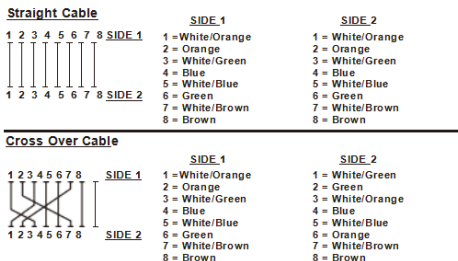 Straight Cable
1 2 3 4 5 6 7 8 SIDE 1
1 2 3 4 5 6 7 8 SIDE 2
SIDE 1
1 =White/Orange
2 = Orange
3 = White/Green
4 = Blue
5 = White/Blue
6 = Green
7 = White/Brown
8 = Brown
SIDE 2
1 = White/Orange
2 = Orange
3 = White/Green
4 = Blue
5 = White/Blue
6 = Green
7 = White/Brown
8 = Brown
Cross Over Cable
1 2 3 4 5 6 7 8 SIDE 1
1 2 3 4 5 6 7 8 SIDE 2
SIDE 1
1 =White/Orange
2 = Orange
3 = White/Green
4 = Blue
5 = White/Blue
6 = Green
7 = White/Brown
8 = Brown
SIDE 2
1 = White/Green
2 = Green
3 = White/Orange
4 = Blue
5 = White/Blue
6 = Orange
7 = White/Brown
8 = Brown